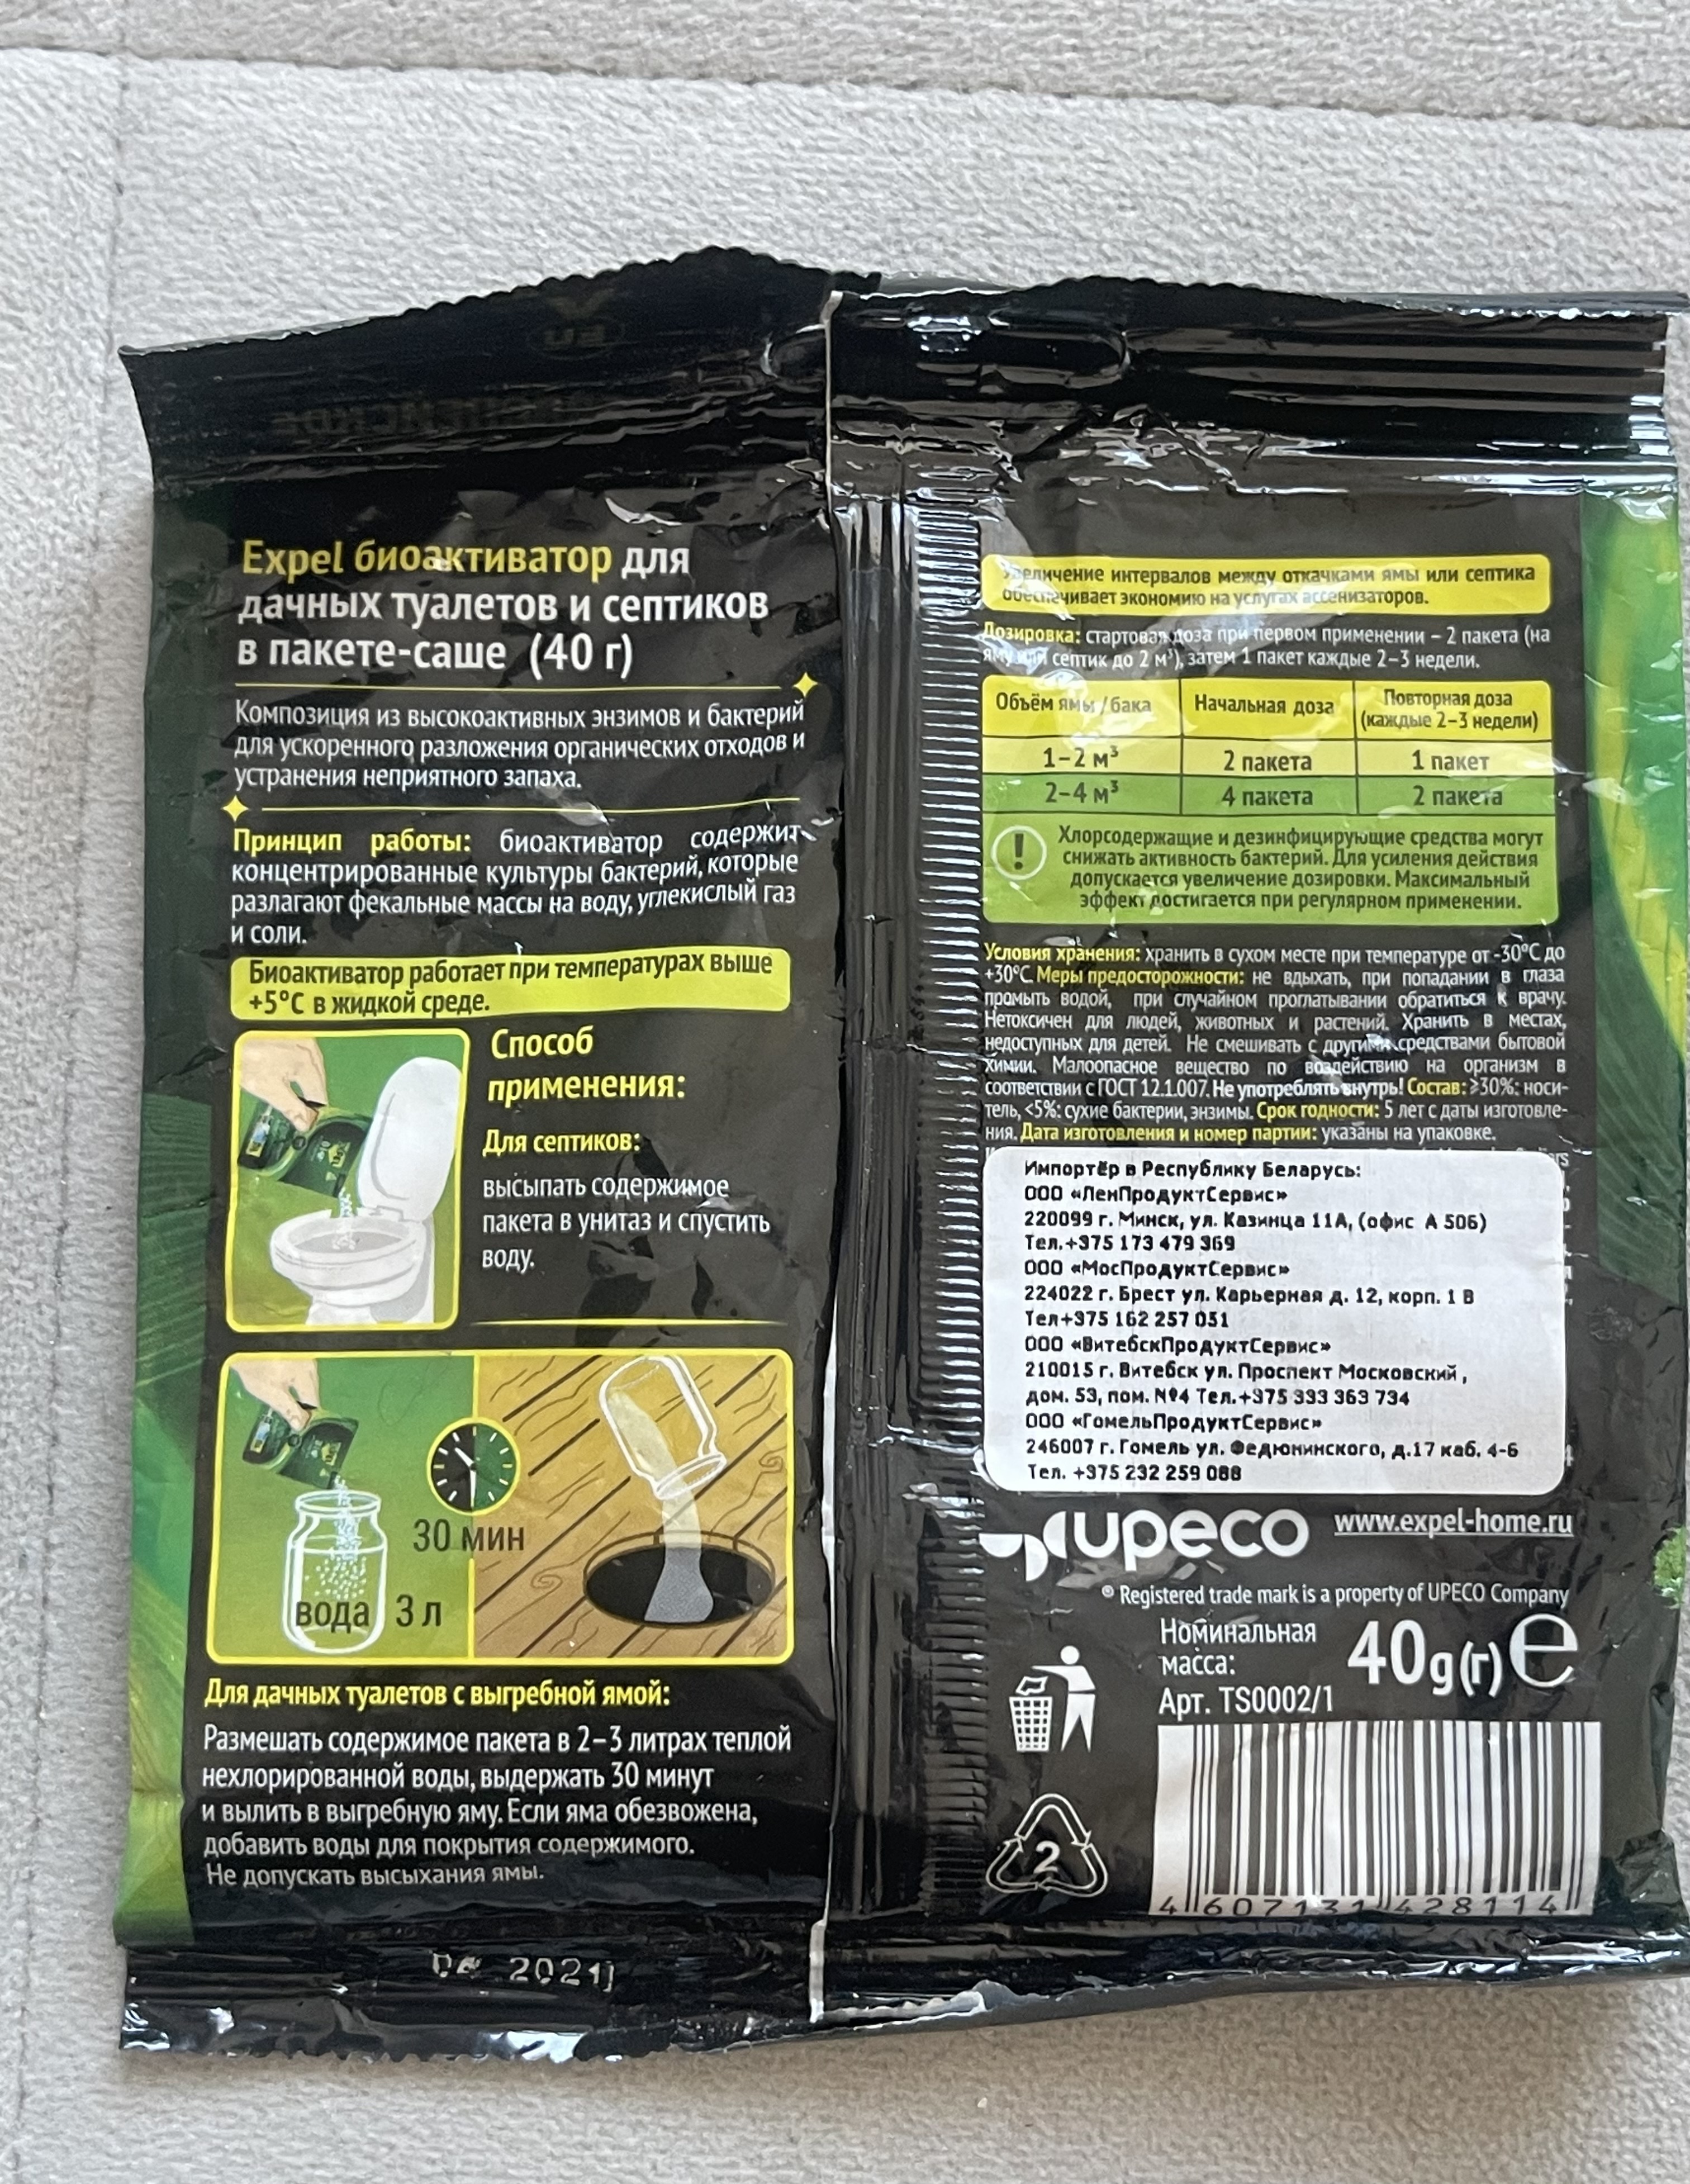 Expel биоактиватор для
дачных туалетов и септиков
в пакете-саше (40 г)
Композиция из высокоактивных энзимов и бактерий
для ускоренного разложения органических отходов и
устранения неприятного запаха.
Принцип работы: биоактиватор содержит
концентрированные культуры бактерий, которые
разлагают фекальные массы на воду, углекислый газ
и соли.
Биоактиватор работает при температурах выше
+5°С в жидкой среде.
Способ
применения:
Для септиков:
высыпать содержимое
пакета в унитаз и спустить
воду.
30 мин
вода 3 л
Для дачных туалетов с выгребной ямой:
Размешать содержимое пакета в 2–3 литрах теплой
нехлорированной воды, выдержать 30 минут
и вылить в выгребную яму. Если яма обезвожена,
добавить воды для покрытия содержимого.
Не допускать высыхания ямы.
2021
Увеличение интервалов между откачками ямы или септика
обеспечивает экономию на услугах ассенизаторов.
Дозировка: стартовая доза при первом применении – 2 пакета (на
яму или септик до 2 м³), затем 1 пакет каждые 2–3 недели.
Объём ямы / бака Начальная доза Повторная доза (каждые 2–3 недели)
1–2 м³ 2 пакета 1 пакет
2–4 м³ 4 пакета 2 пакета
! Хлорсодержащие и дезинфицирующие средства могут
снижать активность бактерий. Для усиления действия
допускается увеличение дозировки. Максимальный
эффект достигается при регулярном применении.
Условия хранения: хранить в сухом месте при температуре от -30°С до
+30°С. Меры предосторожности: не вдыхать, при попадании в глаза
промыть водой, при случайном проглатывании обратиться к врачу.
Нетоксичен для людей, животных и растений. Хранить в местах,
недоступных для детей. Не смешивать с другими средствами бытовой
химии. Малоопасное вещество по воздействию на организм в
соответствии с ГОСТ 12.1.007. Не употреблять внутрь! Состав: ≥30%: носи-
тель, <5%: сухие бактерии, энзимы. Срок годности: 5 лет с даты изготовле-
ния. Дата изготовления и номер партии: указаны на упаковке.
Импортёр в Республику Беларусь:
ООО «ЛенПродуктСервис»
220099 г. Минск, ул. Казинца 11А, (офис А 506)
Тел.+375 173 479 369
ООО «МосПродуктСервис»
224022 г. Брест ул. Карьерная д. 12, корп. 1 В
Тел+375 162 257 051
ООО «ВитебскПродуктСервис»
210015 г. Витебск ул. Проспект Московский ,
дом. 53, пом. №4 Тел.+375 333 363 734
ООО «ГомельПродуктСервис»
246007 г. Гомель ул. Федюнинского, д.17 каб. 4-6
Тел. +375 232 259 088
upeco www.expel-home.ru
® Registered trade mark is a property of UPECO Company
Номинальная
масса: 40g(г) e
Арт. TS0002/1
2
4 607131 428114